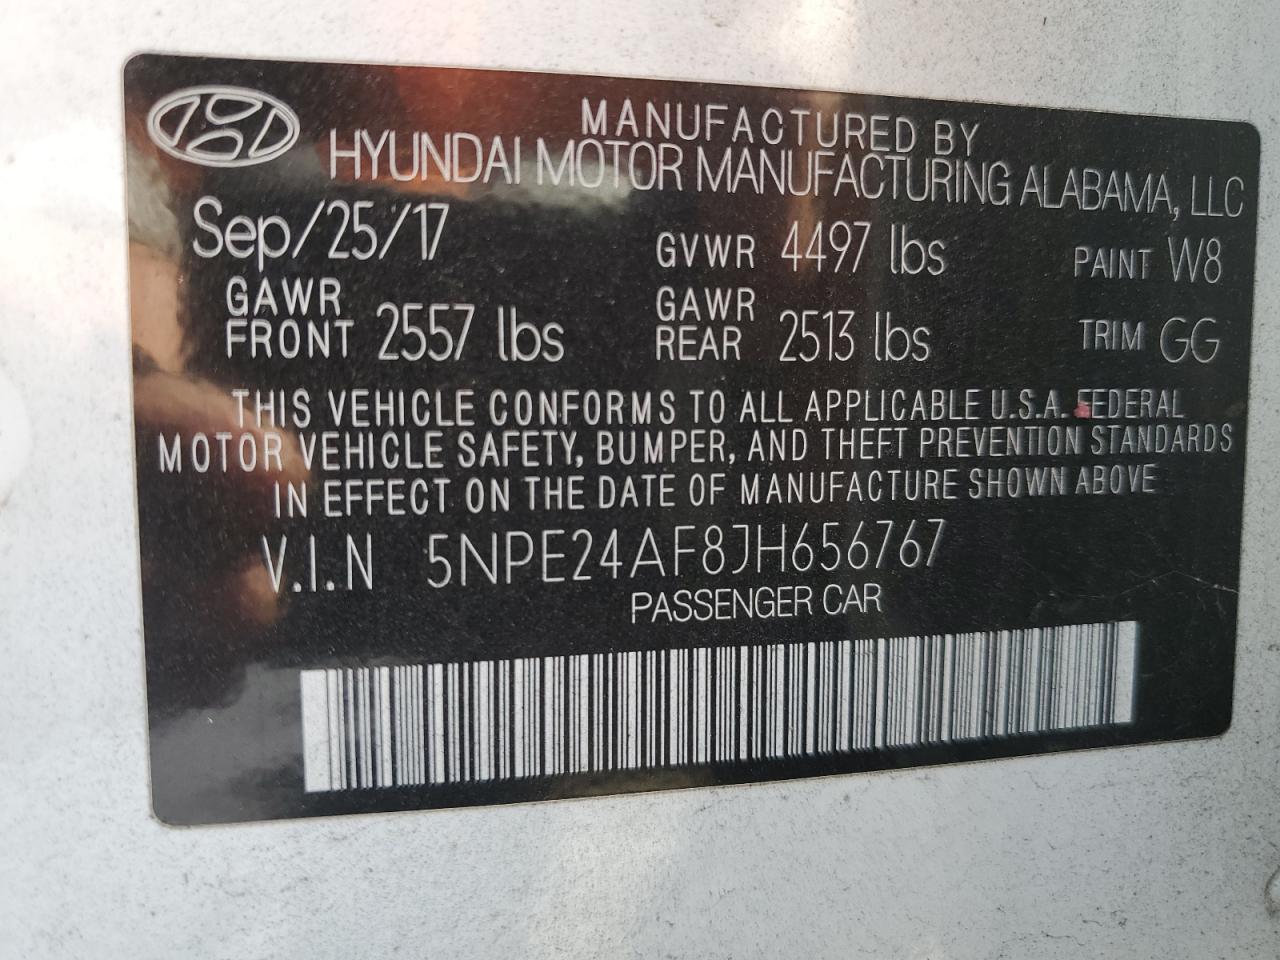 MANUFACTURED BY
HYUNDAI MOTOR MANUFACTURING ALABAMA, LLC
Sep/25/17 GVWR 4497 lbs PAINT W8
GAWR FRONT 2557 lbs GAWR REAR 2513 lbs TRIM GG
THIS VEHICLE CONFORMS TO ALL APPLICABLE U.S.A. FEDERAL
MOTOR VEHICLE SAFETY, BUMPER, AND THEFT PREVENTION STANDARDS
IN EFFECT ON THE DATE OF MANUFACTURE SHOWN ABOVE
V.I.N 5NPE24AF8JH656767
PASSENGER CAR